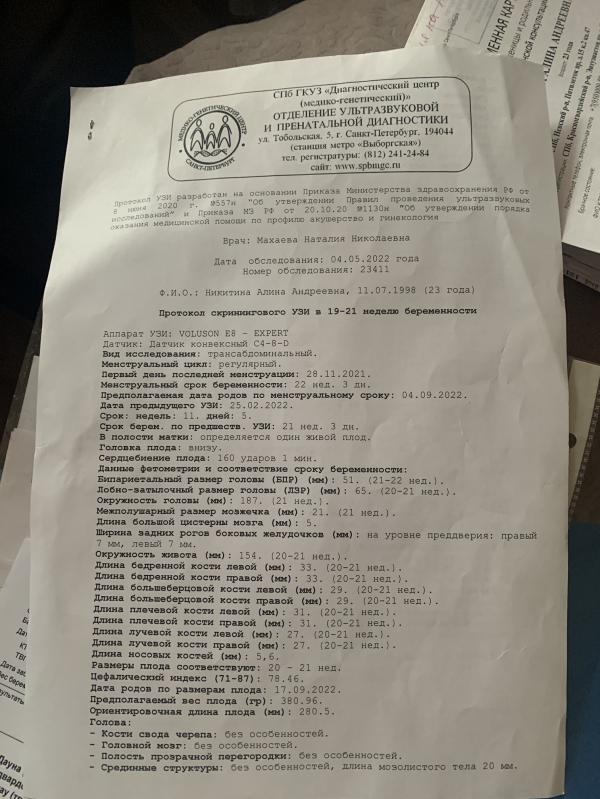 СПб ГКУЗ «Диагностический центр
(медико-генетический)»
ОТДЕЛЕНИЕ УЛЬТРАЗВУКОВОЙ
И ПРЕНАТАЛЬНОЙ ДИАГНОСТИКИ
ул. Тобольская, 5, г. Санкт-Петербург, 194044
(станция метро «Выборгская»)
тел. регистратуры: (812) 241-24-84
сайт: www.spbmgc.ru
МЕДИКО-ГЕНЕТИЧЕСКИЙ ЦЕНТР
САНКТ-ПЕТЕРБУРГ
Протокол УЗИ разработан на основании Приказа Министерства здравоохранения РФ от
8 июня 2020 г. №557н "Об утверждении Правил проведения ультразвуковых
исследований" и Приказа МЗ РФ от 20.10.20 №1130н "Об утверждении порядка
оказания медицинской помощи по профилю акушерство и гинекология
Врач: Махаева Наталия Николаевна
Дата обследования: 04.05.2022 года
Номер обследования: 23411
Ф.И.О.: Никитина Алина Андреевна, 11.07.1998 (23 года)
Протокол скринингового УЗИ в 19-21 неделю беременности
Аппарат УЗИ: VOLUSON E8 - EXPERT
Датчик: Датчик конвексный C4-8-D
Вид исследования: трансабдоминальный.
Менструальный цикл: регулярный.
Первый день последней менструации: 28.11.2021.
Менструальный срок беременности: 22 нед. 3 дн.
Предполагаемая дата родов по менструальному сроку: 04.09.2022.
Дата предыдущего УЗИ: 25.02.2022.
Срок: недель: 11. дней: 5.
Срок берем. по предшеств. УЗИ: 21 нед. 3 дн.
В полости матки: определяется один живой плод.
Головка плода: внизу.
Сердцебиение плода: 160 ударов 1 мин.
Данные фетометрии и соответствие сроку беременности:
Бипариетальный размер головы (БПР) (мм): 51. (21-22 нед.).
Лобно-затылочный размер головы (ЛЗР) (мм): 65. (20-21 нед.).
Окружность головы (мм): 187. (21 нед.).
Межполушарный размер мозжечка (мм): 21. (21 нед.).
Длина большой цистерны мозга (мм): 5.
Ширина задних рогов боковых желудочков (мм): на уровне преддверия: правый
7 мм, левый 7 мм.
Окружность живота (мм): 154. (20-21 нед.).
Длина бедренной кости левой (мм): 33. (20-21 нед.).
Длина бедренной кости правой (мм): 33. (20-21 нед.).
Длина большеберцовой кости левой (мм): 29. (20-21 нед.).
Длина большеберцовой кости правой (мм): 29. (20-21 нед.).
Длина плечевой кости левой (мм): 31. (20-21 нед.).
Длина плечевой кости правой (мм): 31. (20-21 нед.).
Длина лучевой кости левой (мм): 27. (20-21 нед.).
Длина лучевой кости правой (мм): 27. (20-21 нед.).
Длина носовых костей (мм): 5,6.
Размеры плода соответствуют: 20 - 21 нед.
Цефалический индекс (71-87): 78.46.
Дата родов по размерам плода: 17.09.2022.
Предполагаемый вес плода (гр): 380.96.
Ориентировочная длина плода (мм): 280.5.
Голова:
- Кости свода черепа: без особенностей.
- Головной мозг: без особенностей.
- Полость прозрачной перегородки: без особенностей.
- Срединные структуры: без особенностей, длина мозолистого тела 20 мм.